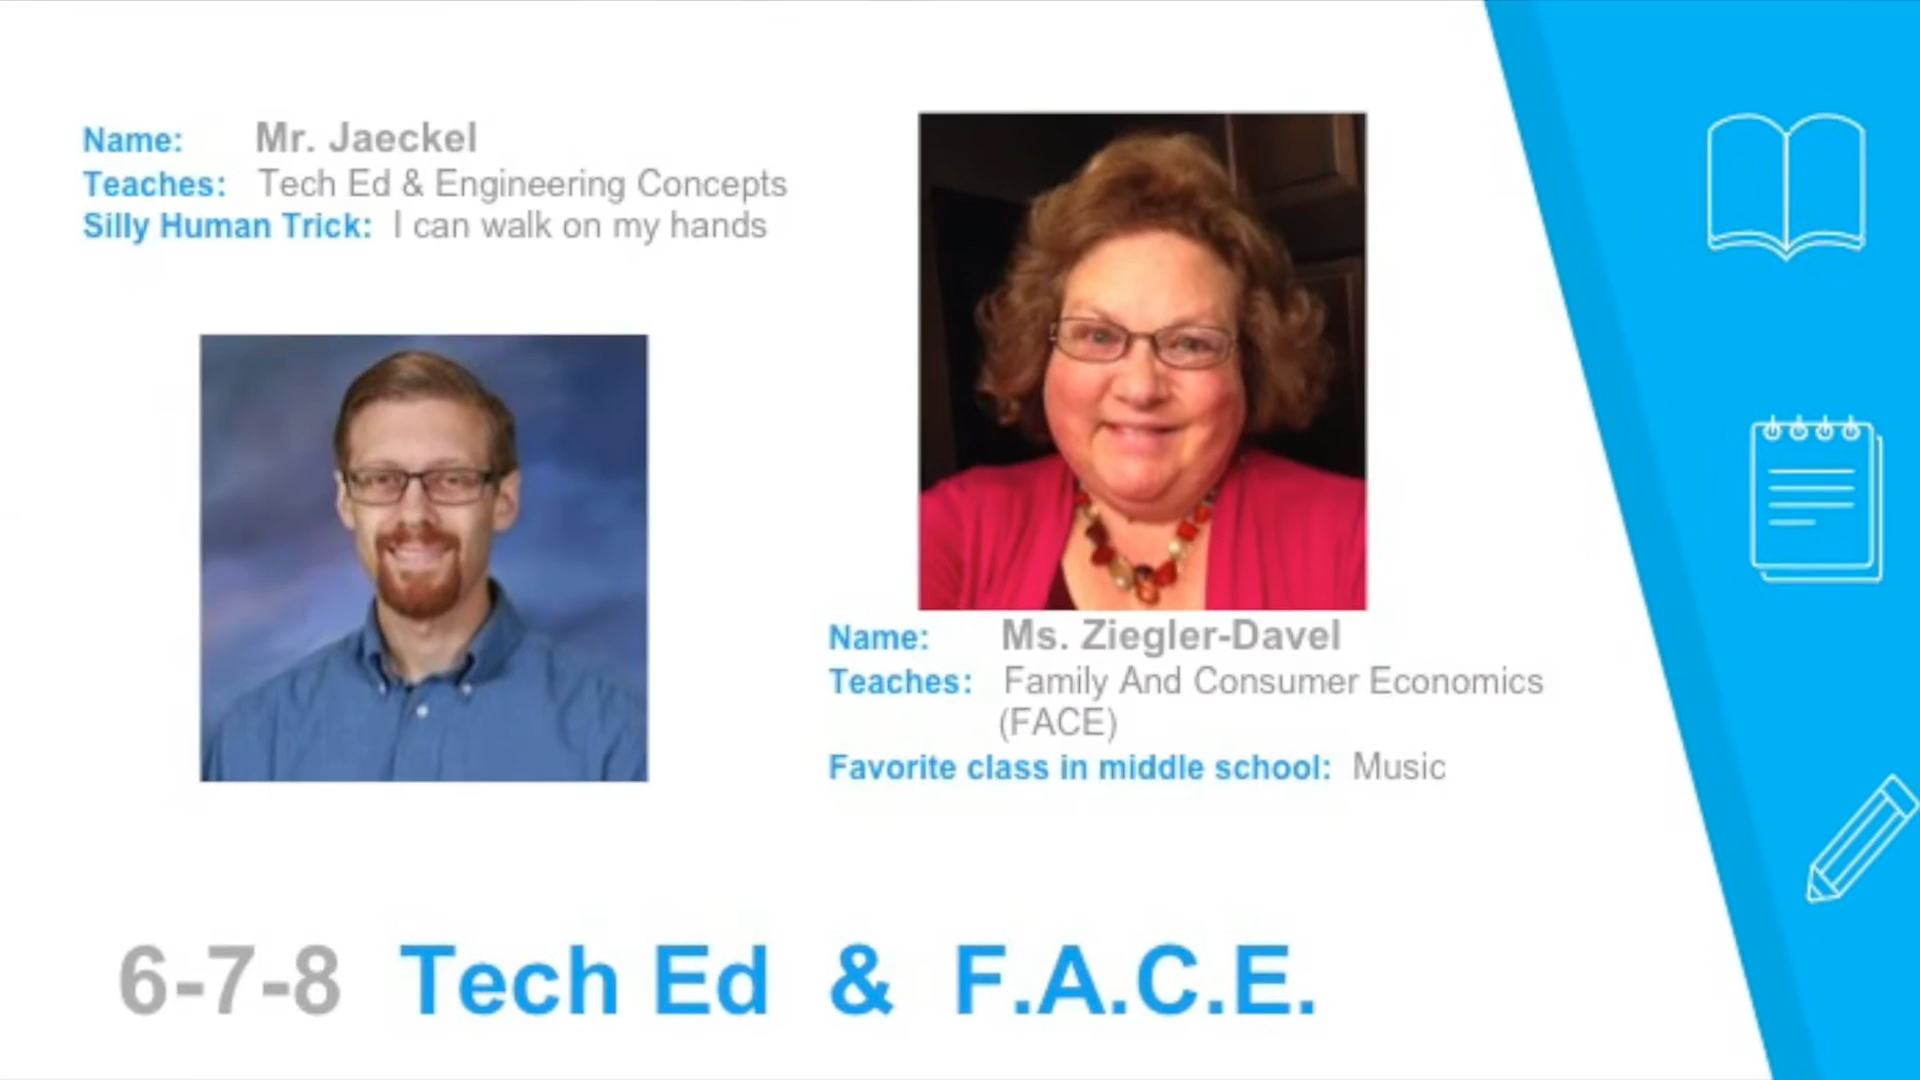 Name: Mr. Jaeckel
Teaches: Tech Ed & Engineering Concepts
Silly Human Trick: I can walk on my hands
Name: Ms. Ziegler-Davel
Teaches: Family And Consumer Economics
(FACE)
Favorite class in middle school: Music
6-7-8 Tech Ed & F.A.C.E.